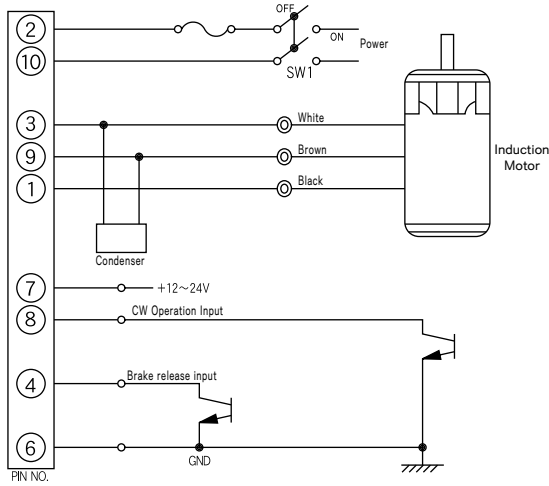 OFF
ON
Power
SW1
2
10
3
9
1
7
8
4
6
PIN NO.
White
Brown
Black
Induction
Motor
Condenser
+12～24V
CW Operation Input
Brake release input
GND